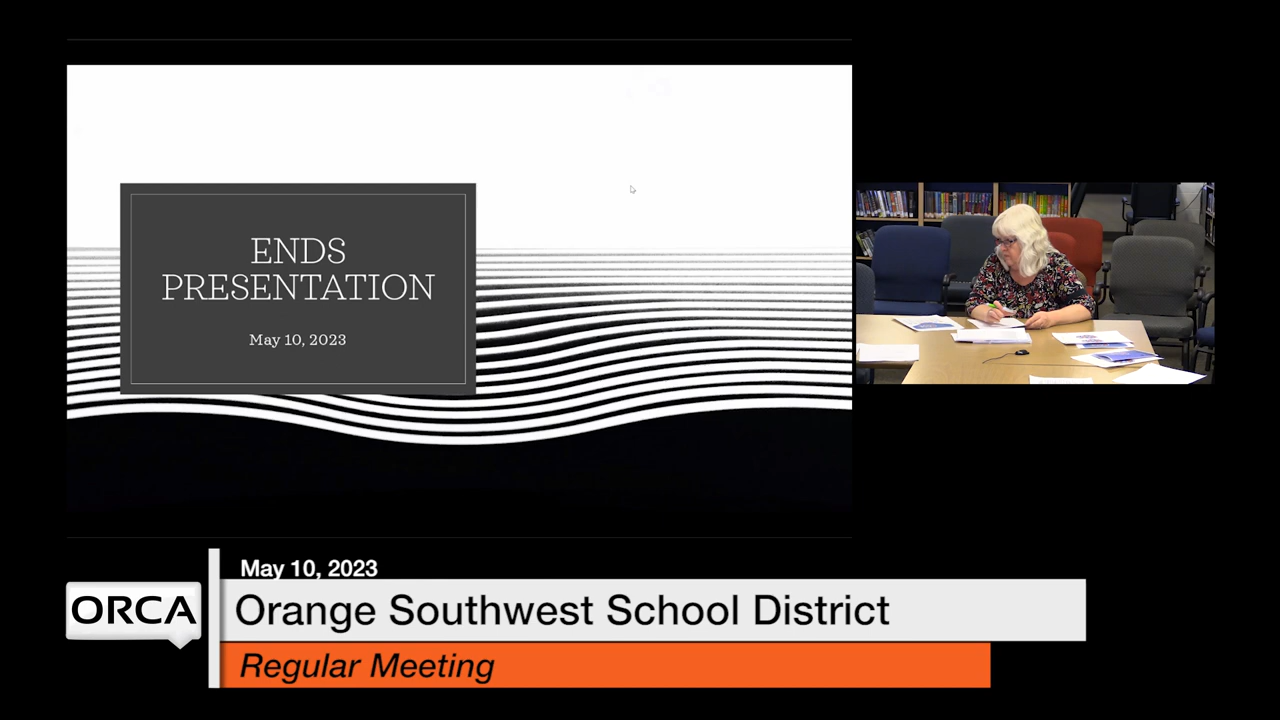 ENDS
PRESENTATION
May 10, 2023
May 10, 2023
ORCA
Orange Southwest School District
Regular Meeting